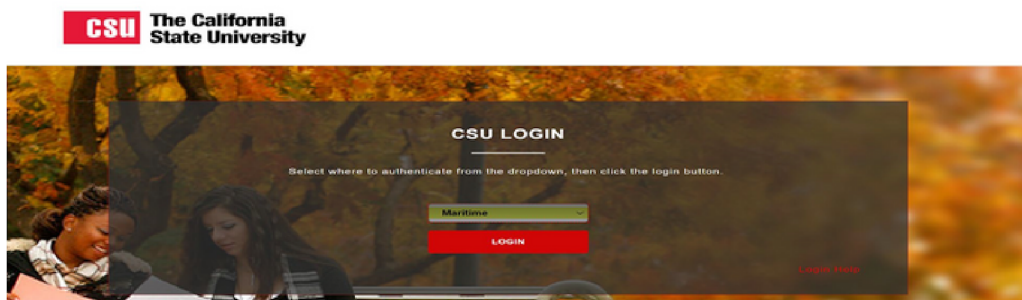 CSU The California
State University
CSU LOGIN
Select where to authenticate from the dropdown, then click the login button.
Maritime
LOGIN
Login Help